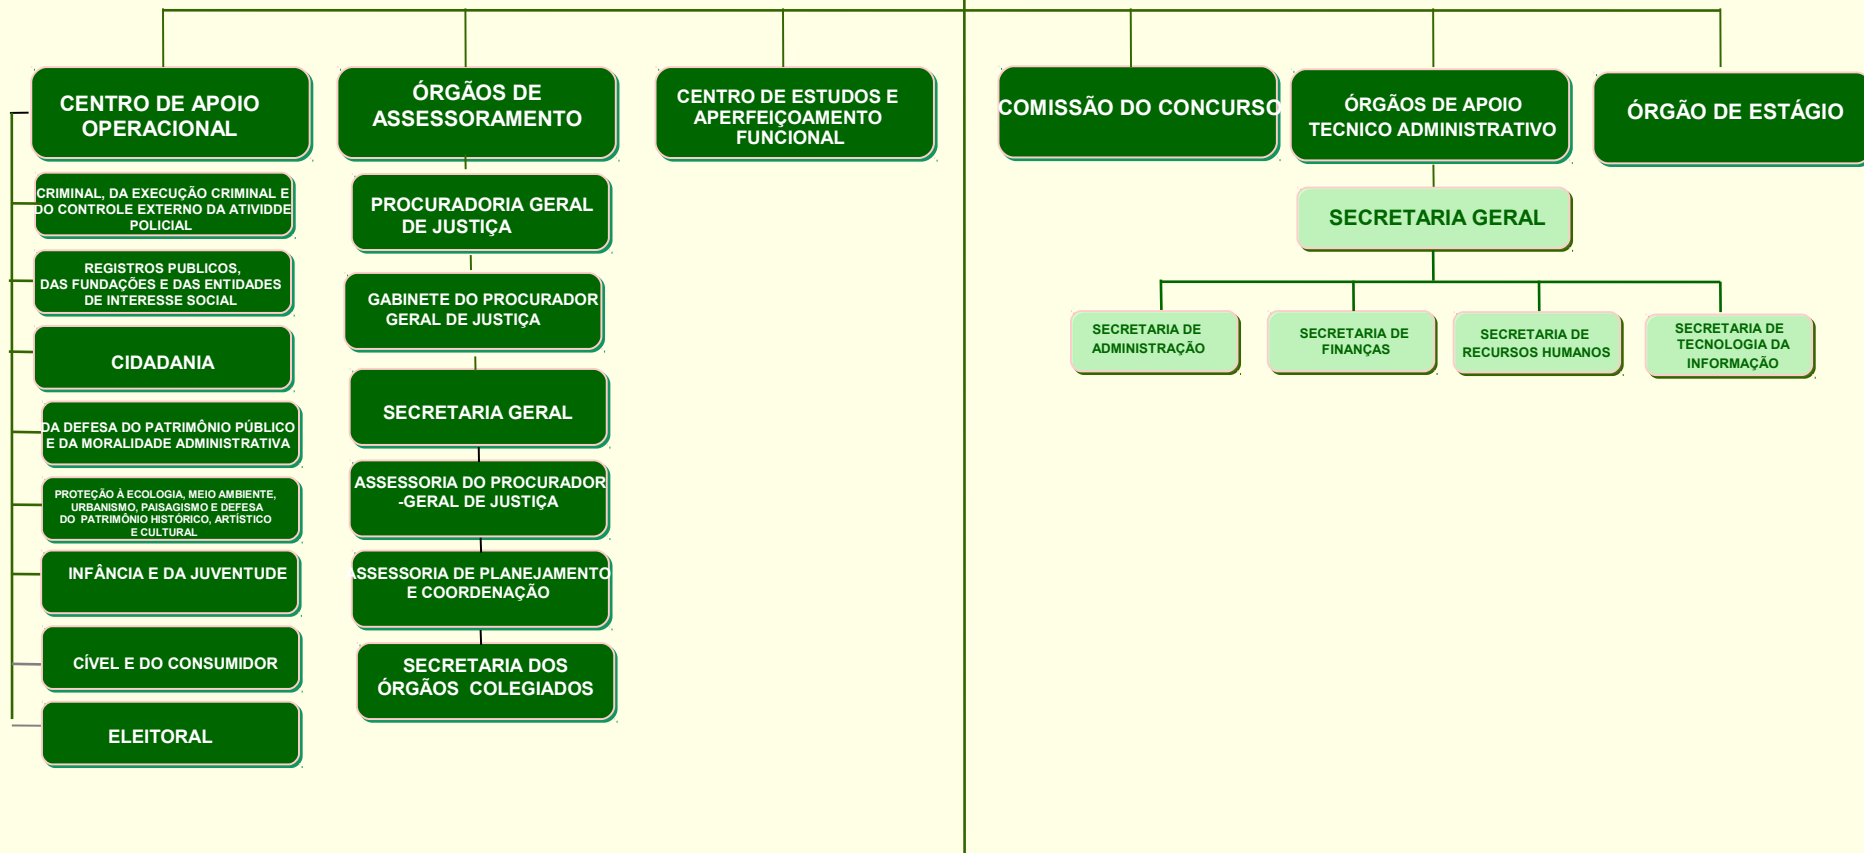 CENTRO DE APOIO
OPERACIONAL
CRIMINAL, DA EXECUÇÃO CRIMINAL E
DO CONTROLE EXTERNO DA ATIVIDDE
POLICIAL
REGISTROS PUBLICOS,
DAS FUNDAÇÕES E DAS ENTIDADES
DE INTERESSE SOCIAL
CIDADANIA
DA DEFESA DO PATRIMÔNIO PÚBLICO
E DA MORALIDADE ADMINISTRATIVA
PROTEÇÃO À ECOLOGIA, MEIO AMBIENTE,
URBANISMO, PAISAGISMO E DEFESA
DO PATRIMÔNIO HISTÓRICO, ARTÍSTICO
E CULTURAL
INFÂNCIA E DA JUVENTUDE
CÍVEL E DO CONSUMIDOR
ELEITORAL
ÓRGÃOS DE
ASSESSORAMENTO
PROCURADORIA GERAL
DE JUSTIÇA
GABINETE DO PROCURADOR
GERAL DE JUSTIÇA
SECRETARIA GERAL
ASSESSORIA DO PROCURADOR
-GERAL DE JUSTIÇA
ASSESSORIA DE PLANEJAMENTO
E COORDENAÇÃO
SECRETARIA DOS
ÓRGÃOS COLEGIADOS
CENTRO DE ESTUDOS E
APERFEIÇOAMENTO
FUNCIONAL
COMISSÃO DO CONCURSO
ÓRGÃOS DE APOIO
TECNICO ADMINISTRATIVO
SECRETARIA GERAL
SECRETARIA DE
ADMINISTRAÇÃO
SECRETARIA DE
FINANÇAS
SECRETARIA DE
RECURSOS HUMANOS
SECRETARIA DE
TECNOLOGIA DA
INFORMAÇÃO
ÓRGÃO DE ESTÁGIO